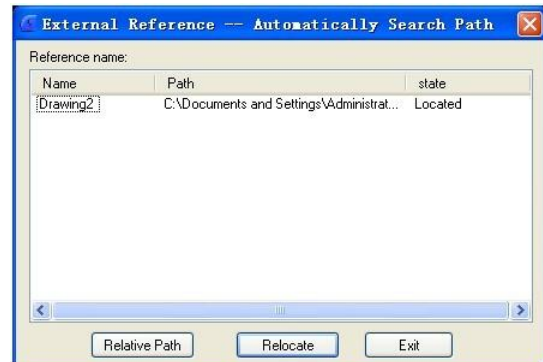 External Reference -- Automatically Search Path
Reference name:
Name Path state
Drawing2 C:\Documents and Settings\Administrat... Located
Relative Path Relocate Exit